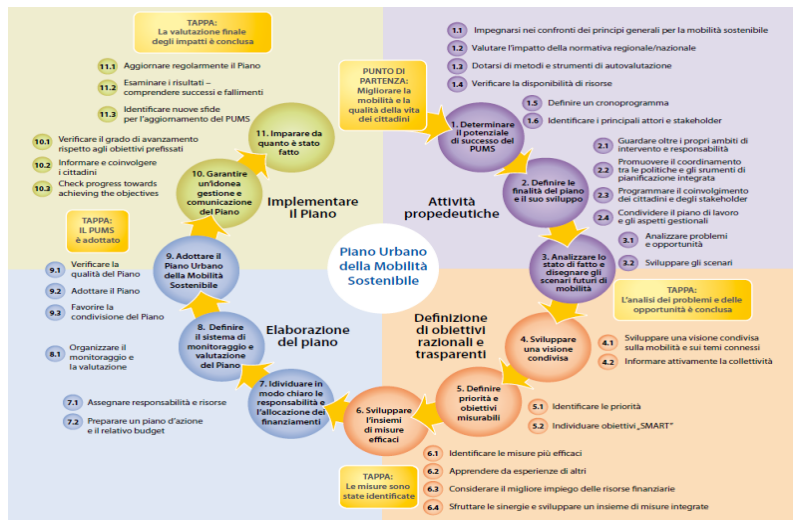 PUNTO DI
PARTENZA:
Migliorare la
mobilità e la
qualità della vita
dei cittadini
1. Determinare
il potenziale
di successo del
PUMS
1.1 Impegnarsi nei confronti dei principi generali per la mobilità sostenibile
1.2 Valutare l'impatto della normativa regionale/nazionale
1.2 Dotarsi di metodi e strumenti di autovalutazione
1.4 Verificare la disponibilità di risorse
1.5 Definire un cronoprogramma
1.6 Identificare i principali attori e stakeholder
2. Definire le
finalità del piano
e il suo sviluppo
2.1 Guardare oltre i propri ambiti di
intervento e responsabilità
2.2 Promuovere il coordinamento
tra le politiche e gli srumenti di
pianificazione integrata
2.3 Programmare il coinvolgimento
dei cittadini e degli stakeholder
2.4 Condividere il piano di lavoro
e gli aspetti gestionali
Attività
propedeutiche
3. Analizzare lo
stato di fatto e
disegnare gli
scenari futuri di
mobilità
3.1 Analizzare problemi
e opportunità
3.2 Sviluppare gli scenari
TAPPA:
L'analisi dei problemi e delle
opportunità è conclusa
Piano Urbano
della Mobilità
Sostenibile
Definizione
di obiettivi
razionali e
trasparenti
4. Sviluppare
una visione
condivisa
4.1 Sviluppare una visione condivisa
sulla mobilità e sui temi connessi
4.2 Informare attivamente la collettività
5. Definire
priorità e
obiettivi
misurabili
5.1 Identificare le priorità
5.2 Individuare obiettivi „SMART”
6. Sviluppare
l'insiemi
di misure
efficaci
6.1 Identificare le misure più efficaci
6.2 Apprendere da esperienze di altri
6.3 Considerare il migliore impiego delle risorse finanziarie
6.4 Sfruttare le sinergie e sviluppare un insieme di misure integrate
TAPPA:
Le misure sono
state identificate
Elaborazione
del piano
7. Idividuare in
modo chiaro le
responsabilità e
l'allocazione dei
finanziamenti
7.1 Assegnare responsabilità e risorse
7.2 Preparare un piano d'azione
e il relativo budget
8. Definire
il sistema di
monitoraggio e
valutazione
del Piano
8.1 Organizzare il
monitoraggio e
la valutazione
9. Adottare il
Piano Urbano
della Mobilità
Sostenibile
9.1 Verificare la
qualità del Piano
9.2 Adottare il Piano
9.3 Favorire la
condivisione del Piano
TAPPA:
IL PUMS
è adottato
Implementare
il Piano
10. Garantire
un'idonea
gestione e
comunicazione
del Piano
10.1 Verificare il grado di avanzamento
rispetto agli obiettivi prefissati
10.2 Informare e coinvolgere
i cittadini
10.3 Check progress towards
achieving the objectives
11. Imparare da
quanto è stato
fatto
11.1 Aggiornare regolarmente il Piano
11.2 Esaminare i risultati –
comprendere successi e fallimenti
11.3 Identificare nuove sfide
per l'aggiornamento del PUMS
TAPPA:
La valutazione finale
degli impatti è conclusa